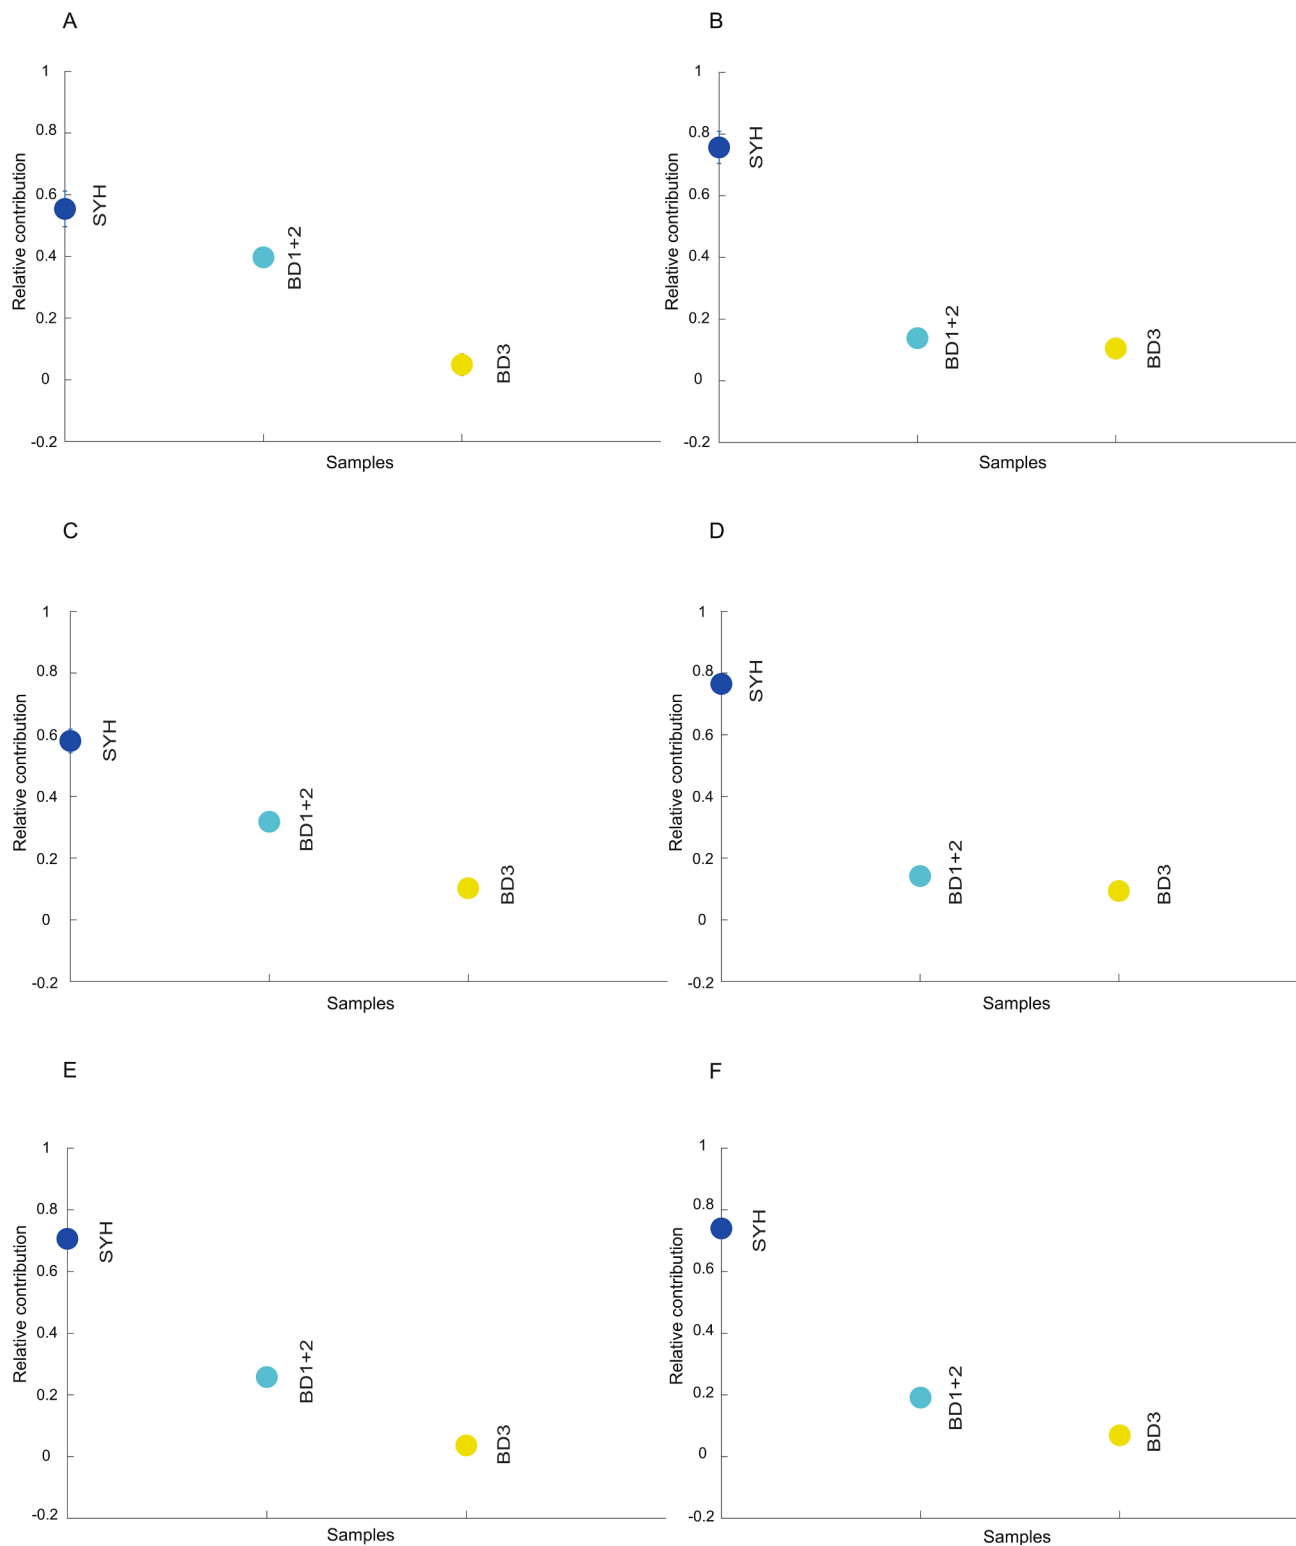 A
1
0.8
0.6
0.4
0.2
0
-0.2
Relative contribution
SYH
BD1+2
BD3
Samples
B
1
0.8
0.6
0.4
0.2
0
-0.2
Relative contribution
SYH
BD1+2
BD3
Samples
C
1
0.8
0.6
0.4
0.2
0
-0.2
Relative contribution
SYH
BD1+2
BD3
Samples
D
1
0.8
0.6
0.4
0.2
0
-0.2
Relative contribution
SYH
BD1+2
BD3
Samples
E
1
0.8
0.6
0.4
0.2
0
-0.2
Relative contribution
SYH
BD1+2
BD3
Samples
F
1
0.8
0.6
0.4
0.2
0
-0.2
Relative contribution
SYH
BD1+2
BD3
Samples